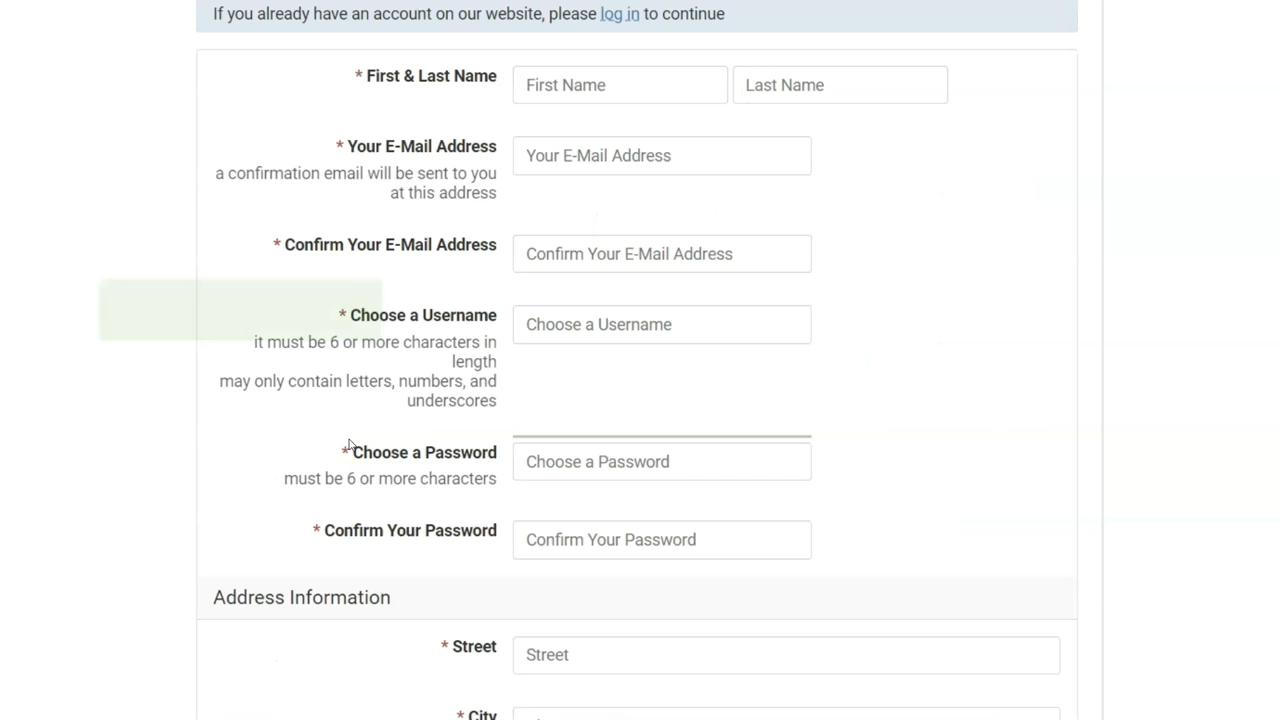 If you already have an account on our website, please log in to continue
* First & Last Name
First Name
Last Name
* Your E-Mail Address
Your E-Mail Address
a confirmation email will be sent to you
at this address
* Confirm Your E-Mail Address
Confirm Your E-Mail Address
* Choose a Username
Choose a Username
it must be 6 or more characters in
length
may only contain letters, numbers, and
underscores
* Choose a Password
Choose a Password
must be 6 or more characters
* Confirm Your Password
Confirm Your Password
Address Information
* Street
Street
* City